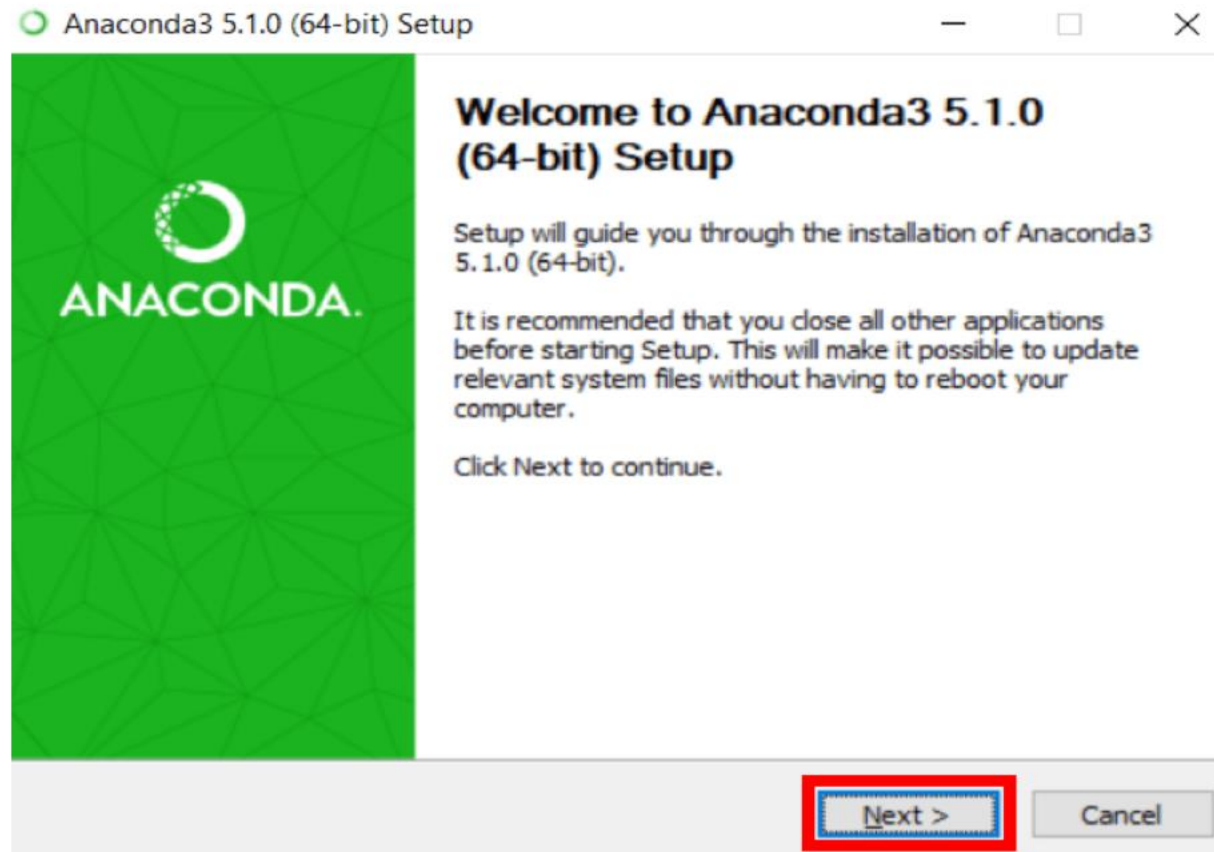 Anaconda3 5.1.0 (64-bit) Setup
ANACONDA.
Welcome to Anaconda3 5.1.0
(64-bit) Setup
Setup will guide you through the installation of Anaconda3
5.1.0 (64-bit).
It is recommended that you close all other applications
before starting Setup. This will make it possible to update
relevant system files without having to reboot your
computer.
Click Next to continue.
Next >
Cancel